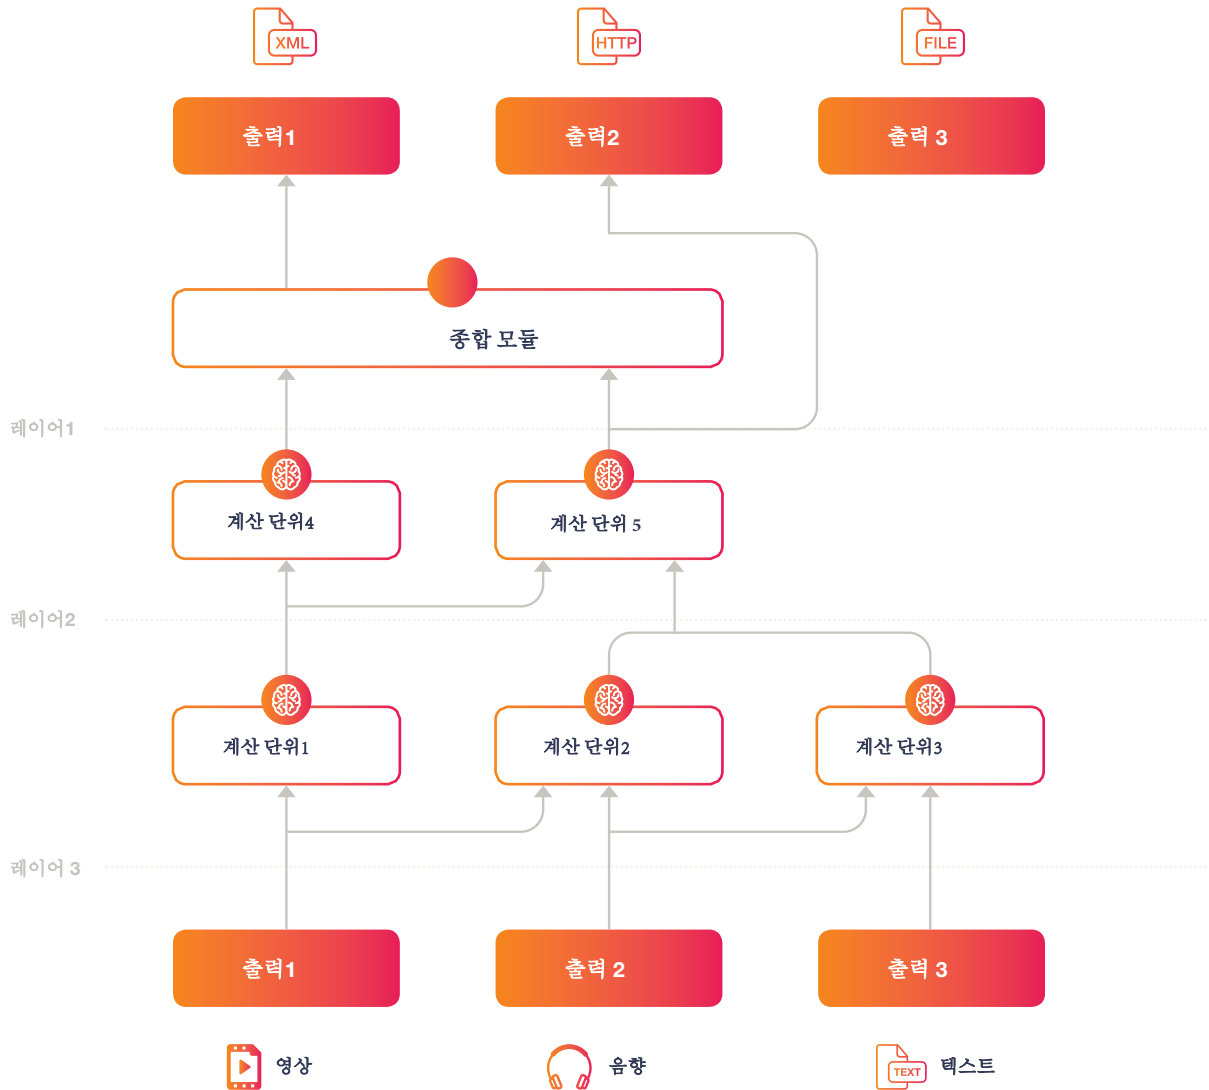 XML
HTTP
FILE
출력1
출력2
출력 3
종합 모듈
레이어1
계산 단위4
계산 단위 5
레이어2
계산 단위1
계산 단위2
계산 단위3
레이어 3
출력1
출력 2
출력 3
영상
음향
TEXT
텍스트